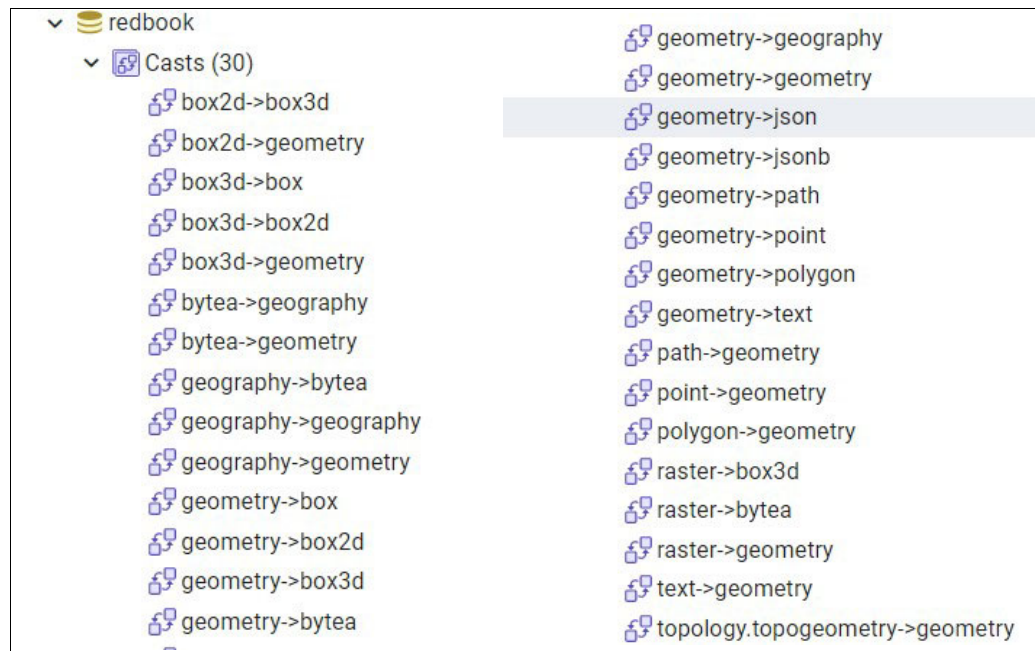 redbook
Casts (30)
box2d->box3d
box2d->geometry
box3d->box
box3d->box2d
box3d->geometry
bytea->geography
bytea->geometry
geography->bytea
geography->geography
geography->geometry
geometry->box
geometry->box2d
geometry->box3d
geometry->bytea
geometry->geography
geometry->geometry
geometry->json
geometry->jsonb
geometry->path
geometry->point
geometry->polygon
geometry->text
path->geometry
point->geometry
polygon->geometry
raster->box3d
raster->bytea
raster->geometry
text->geometry
topology.topogeometry->geometry